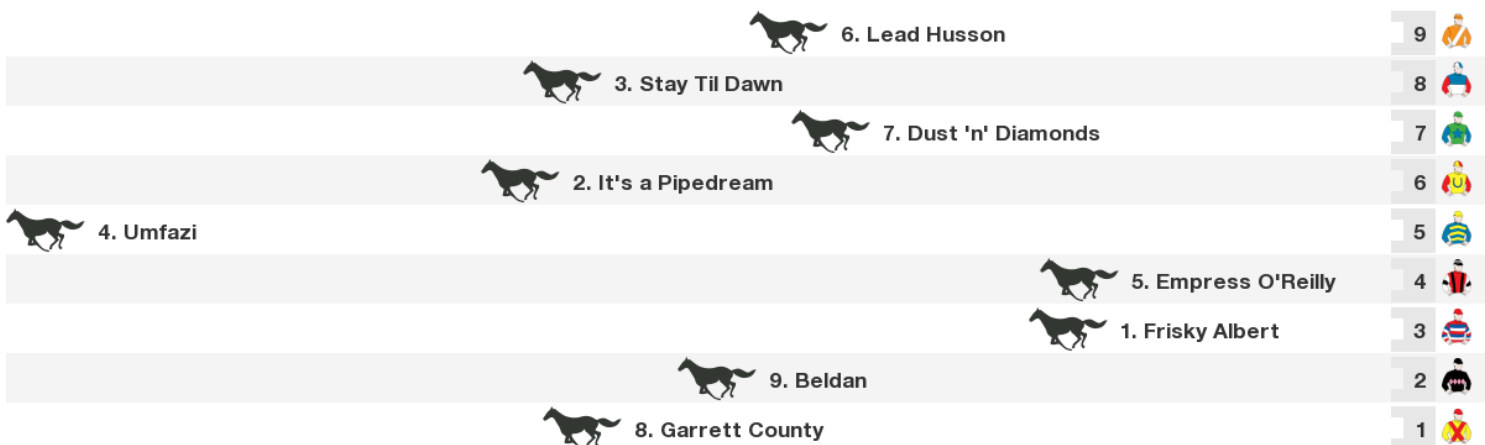 6. Lead Husson 9
3. Stay Til Dawn 8
7. Dust 'n' Diamonds 7
2. It's a Pipedream 6
4. Umfazi 5
5. Empress O'Reilly 4
1. Frisky Albert 3
9. Beldan 2
8. Garrett County 1